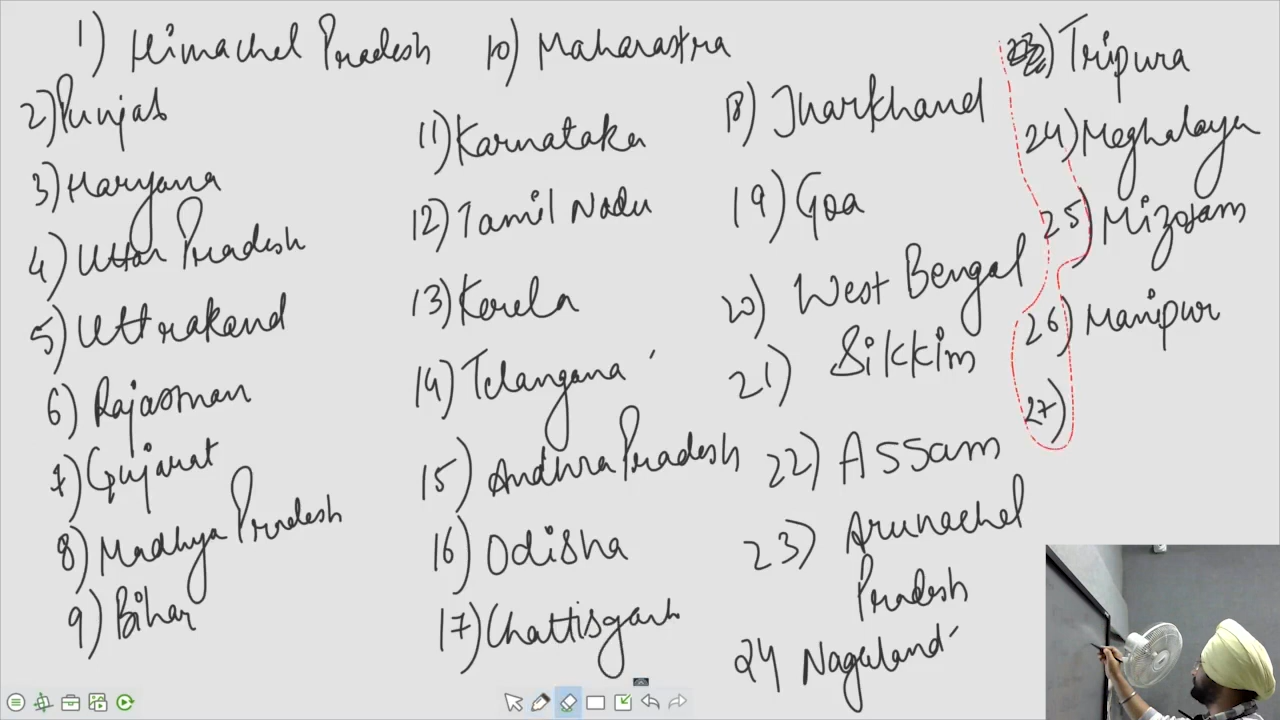 1) Himachel Pradesh
2) Punjab
3) Haryana
4) Uttar Pradesh
5) Uttrakand
6) Rajasthan
7) Gujarat
8) Madhya Pradesh
9) Bihar
10) Maharastra
11) Karnataka
12) Tamil Nadu
13) Kerela
14) Telangana
15) Andhra Pradesh
16) Odisha
17) Chattisgarh
18) Jharkhand
19) Goa
20) West Bengal
21) Sikkim
22) Assam
23) Arunachel
Pradesh
24 Nagaland
) Tripura
24) Meghalaya
25) Mizoram
26) Manipur
27)